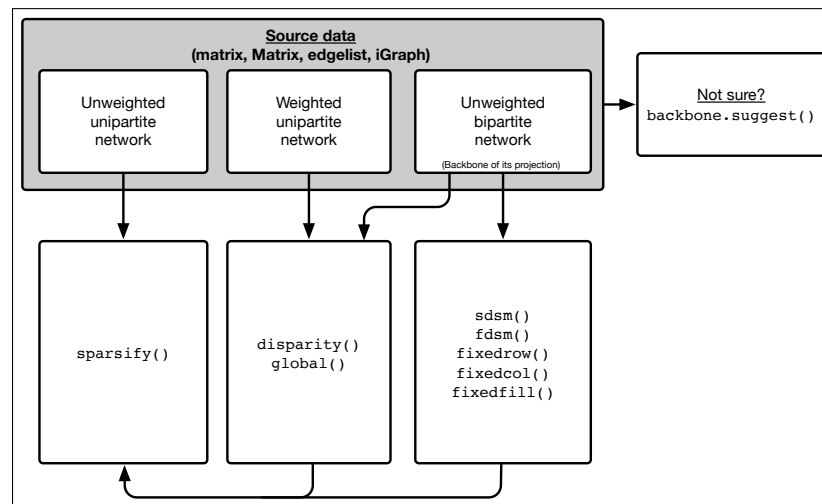 Source data
(matrix, Matrix, edgelist, iGraph)
Unweighted
unipartite
network
Weighted
unipartite
network
Unweighted
bipartite
network
(Backbone of its projection)
Not sure?
backbone.suggest()
sparsify()
disparity()
global()
sdsm()
fdsm()
fixedrow()
fixedcol()
fixedfill()